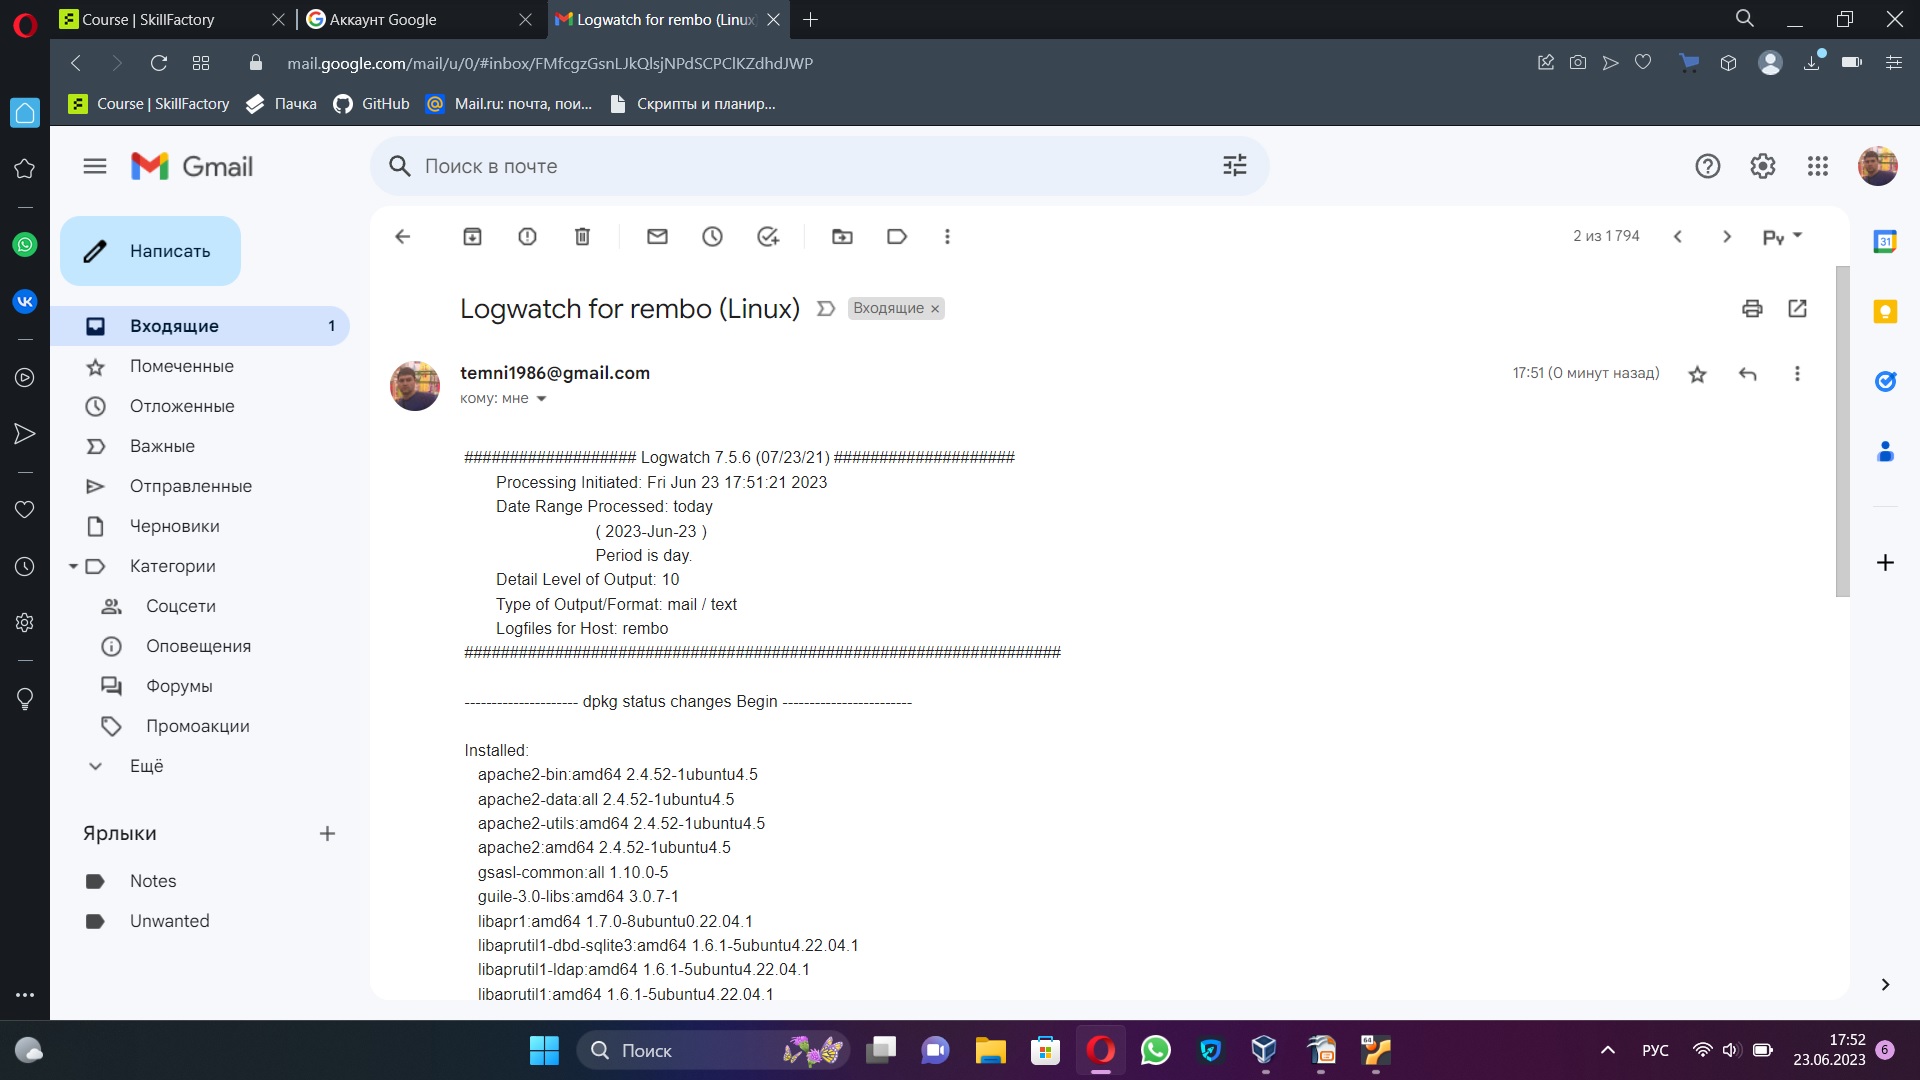 Course | SkillFactory
Аккаунт Google
Logwatch for rembo (Linux
mail.google.com/mail/u/0/#inbox/FMfcgzGsnLJkQlsjNPdSCPClKZdhdJWP
Course | SkillFactory
Пачка
GitHub
Mail.ru: почта, пои...
Скрипты и планир...
Gmail
Поиск в почте
Написать
2 из 1 794
Ру
Входящие 1
Помеченные
Отложенные
Важные
Отправленные
Черновики
Категории
Соцсети
Оповещения
Форумы
Промоакции
Ещё
Ярлыки
Notes
Unwanted
Logwatch for rembo (Linux)
Входящие
temni1986@gmail.com
17:51 (0 минут назад)
кому: мне
################### Logwatch 7.5.6 (07/23/21) ####################
Processing Initiated: Fri Jun 23 17:51:21 2023
Date Range Processed: today
( 2023-Jun-23 )
Period is day.
Detail Level of Output: 10
Type of Output/Format: mail / text
Logfiles for Host: rembo
##################################################################
--------------------- dpkg status changes Begin ------------------------
Installed:
apache2-bin:amd64 2.4.52-1ubuntu4.5
apache2-data:all 2.4.52-1ubuntu4.5
apache2-utils:amd64 2.4.52-1ubuntu4.5
apache2:amd64 2.4.52-1ubuntu4.5
gsasl-common:all 1.10.0-5
guile-3.0-libs:amd64 3.0.7-1
libapr1:amd64 1.7.0-8ubuntu0.22.04.1
libaprutil1-dbd-sqlite3:amd64 1.6.1-5ubuntu4.22.04.1
libaprutil1-ldap:amd64 1.6.1-5ubuntu4.22.04.1
libaprutil1:amd64 1.6.1-5ubuntu4.22.04.1
31
Поиск
64
РУС
17:52
23.06.2023
6